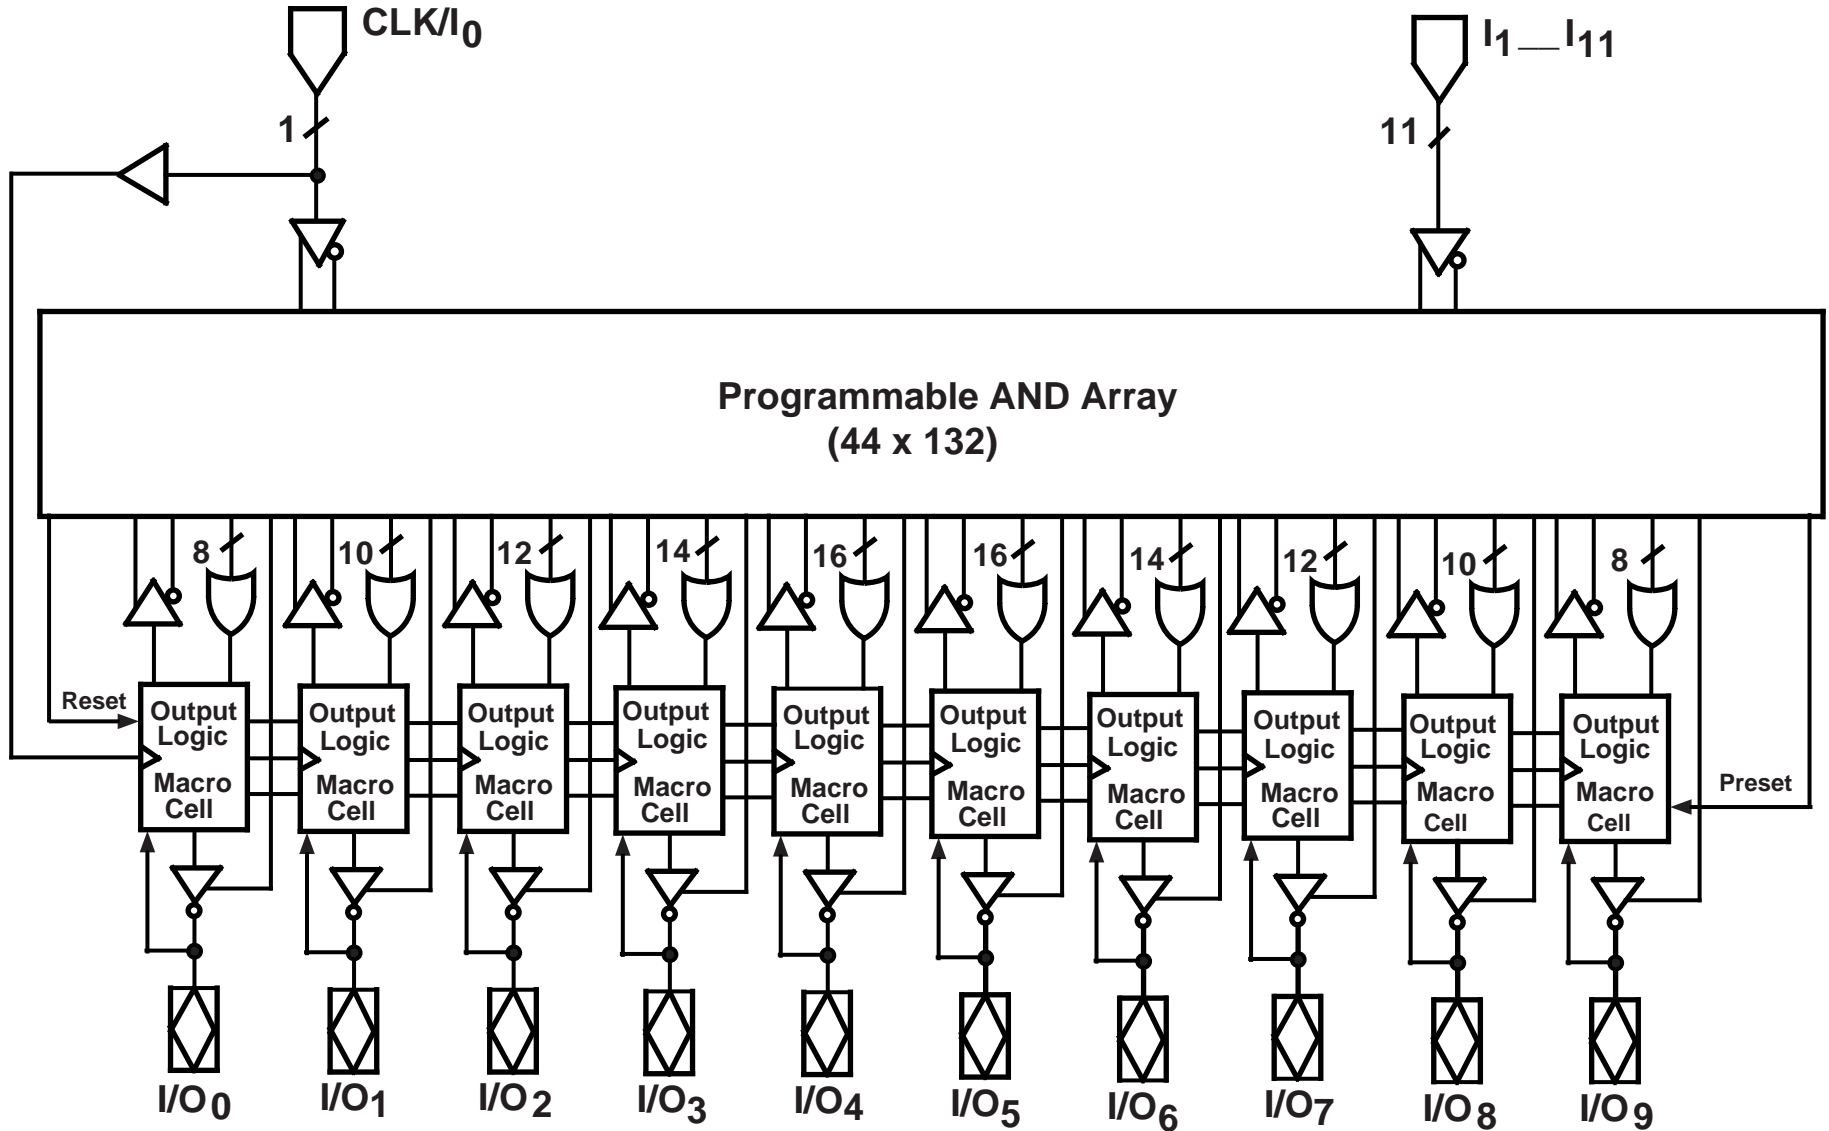 CLK/I0
I1__I11
1
11
Programmable AND Array
(44 x 132)
8
10
12
14
16
16
14
12
10
8
Reset
Output
Logic
Macro
Cell
Output
Logic
Macro
Cell
Output
Logic
Macro
Cell
Output
Logic
Macro
Cell
Output
Logic
Macro
Cell
Output
Logic
Macro
Cell
Output
Logic
Macro
Cell
Output
Logic
Macro
Cell
Output
Logic
Macro
Cell
Output
Logic
Macro
Cell
Preset
I/O0
I/O1
I/O2
I/O3
I/O4
I/O5
I/O6
I/O7
I/O8
I/O9